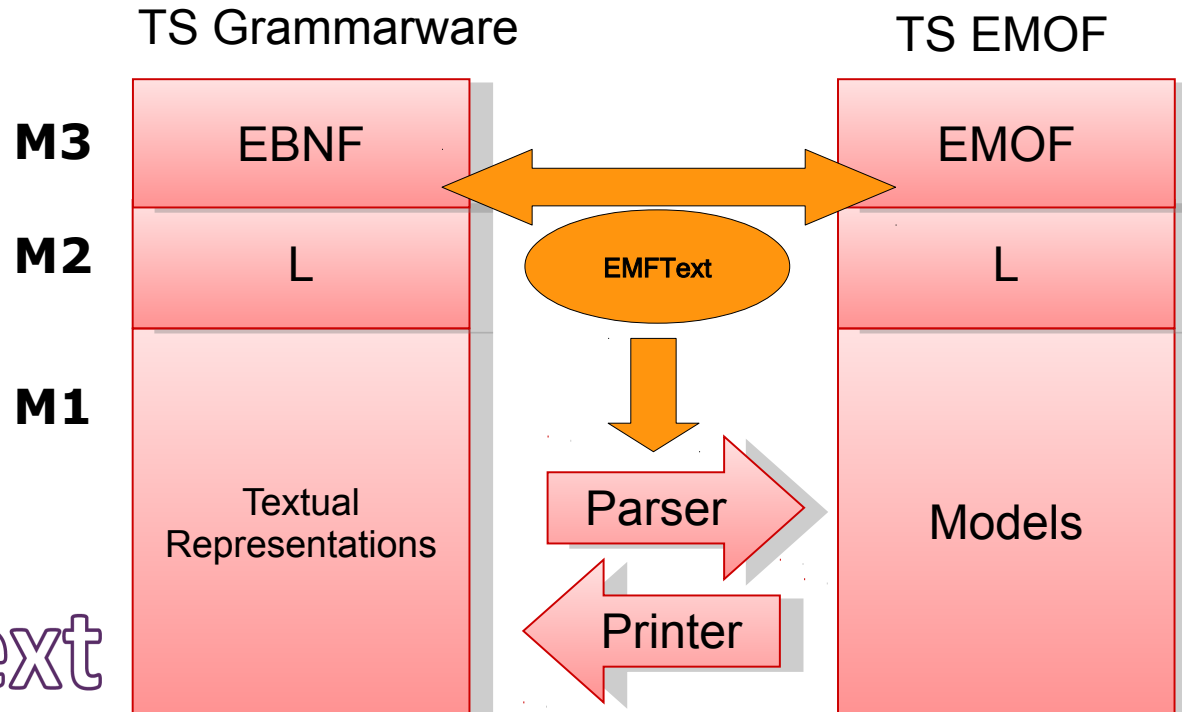 TS Grammarware
TS EMOF
M3
EBNF
EMOF
M2
L
EMFText
L
M1
Textual
Representations
Parser
Models
Printer
ext